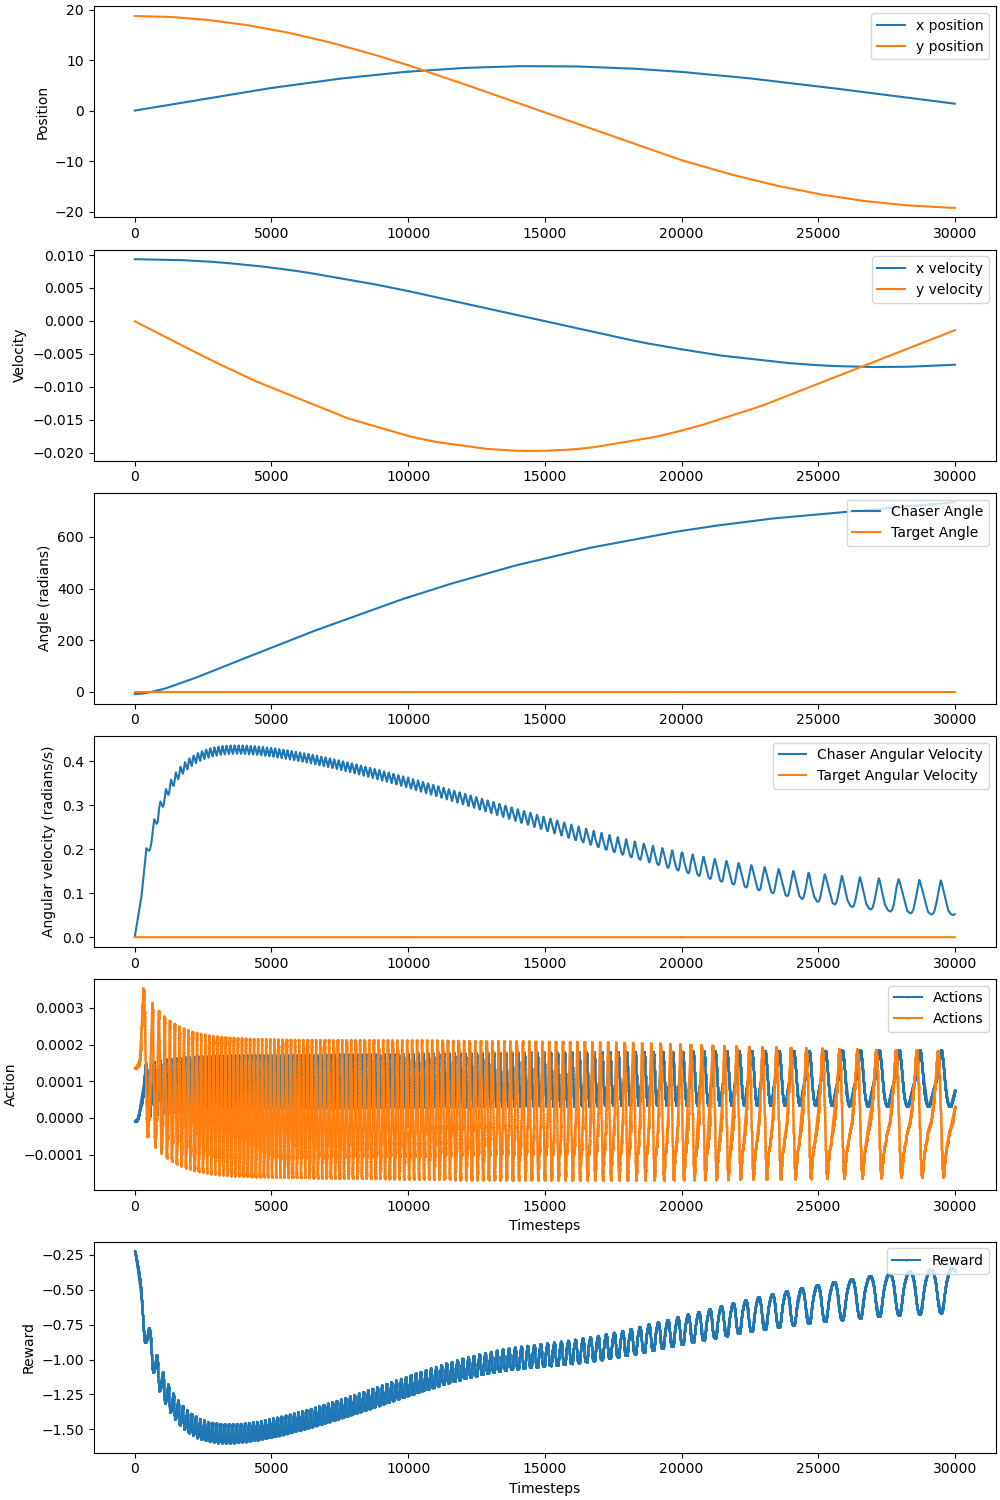 20
10
0
−10
−20
Position
x position
y position
0 5000 10000 15000 20000 25000 30000
0.010
0.005
0.000
−0.005
−0.010
−0.015
−0.020
Velocity
x velocity
y velocity
0 5000 10000 15000 20000 25000 30000
600
400
200
0
Angle (radians)
Chaser Angle
Target Angle
0 5000 10000 15000 20000 25000 30000
0.4
0.3
0.2
0.1
0.0
Angular velocity (radians/s)
Chaser Angular Velocity
Target Angular Velocity
0 5000 10000 15000 20000 25000 30000
0.0003
0.0002
0.0001
0.0000
−0.0001
Action
Actions
Actions
0 5000 10000 15000 20000 25000 30000
Timesteps
−0.25
−0.50
−0.75
−1.00
−1.25
−1.50
Reward
Reward
0 5000 10000 15000 20000 25000 30000
Timesteps